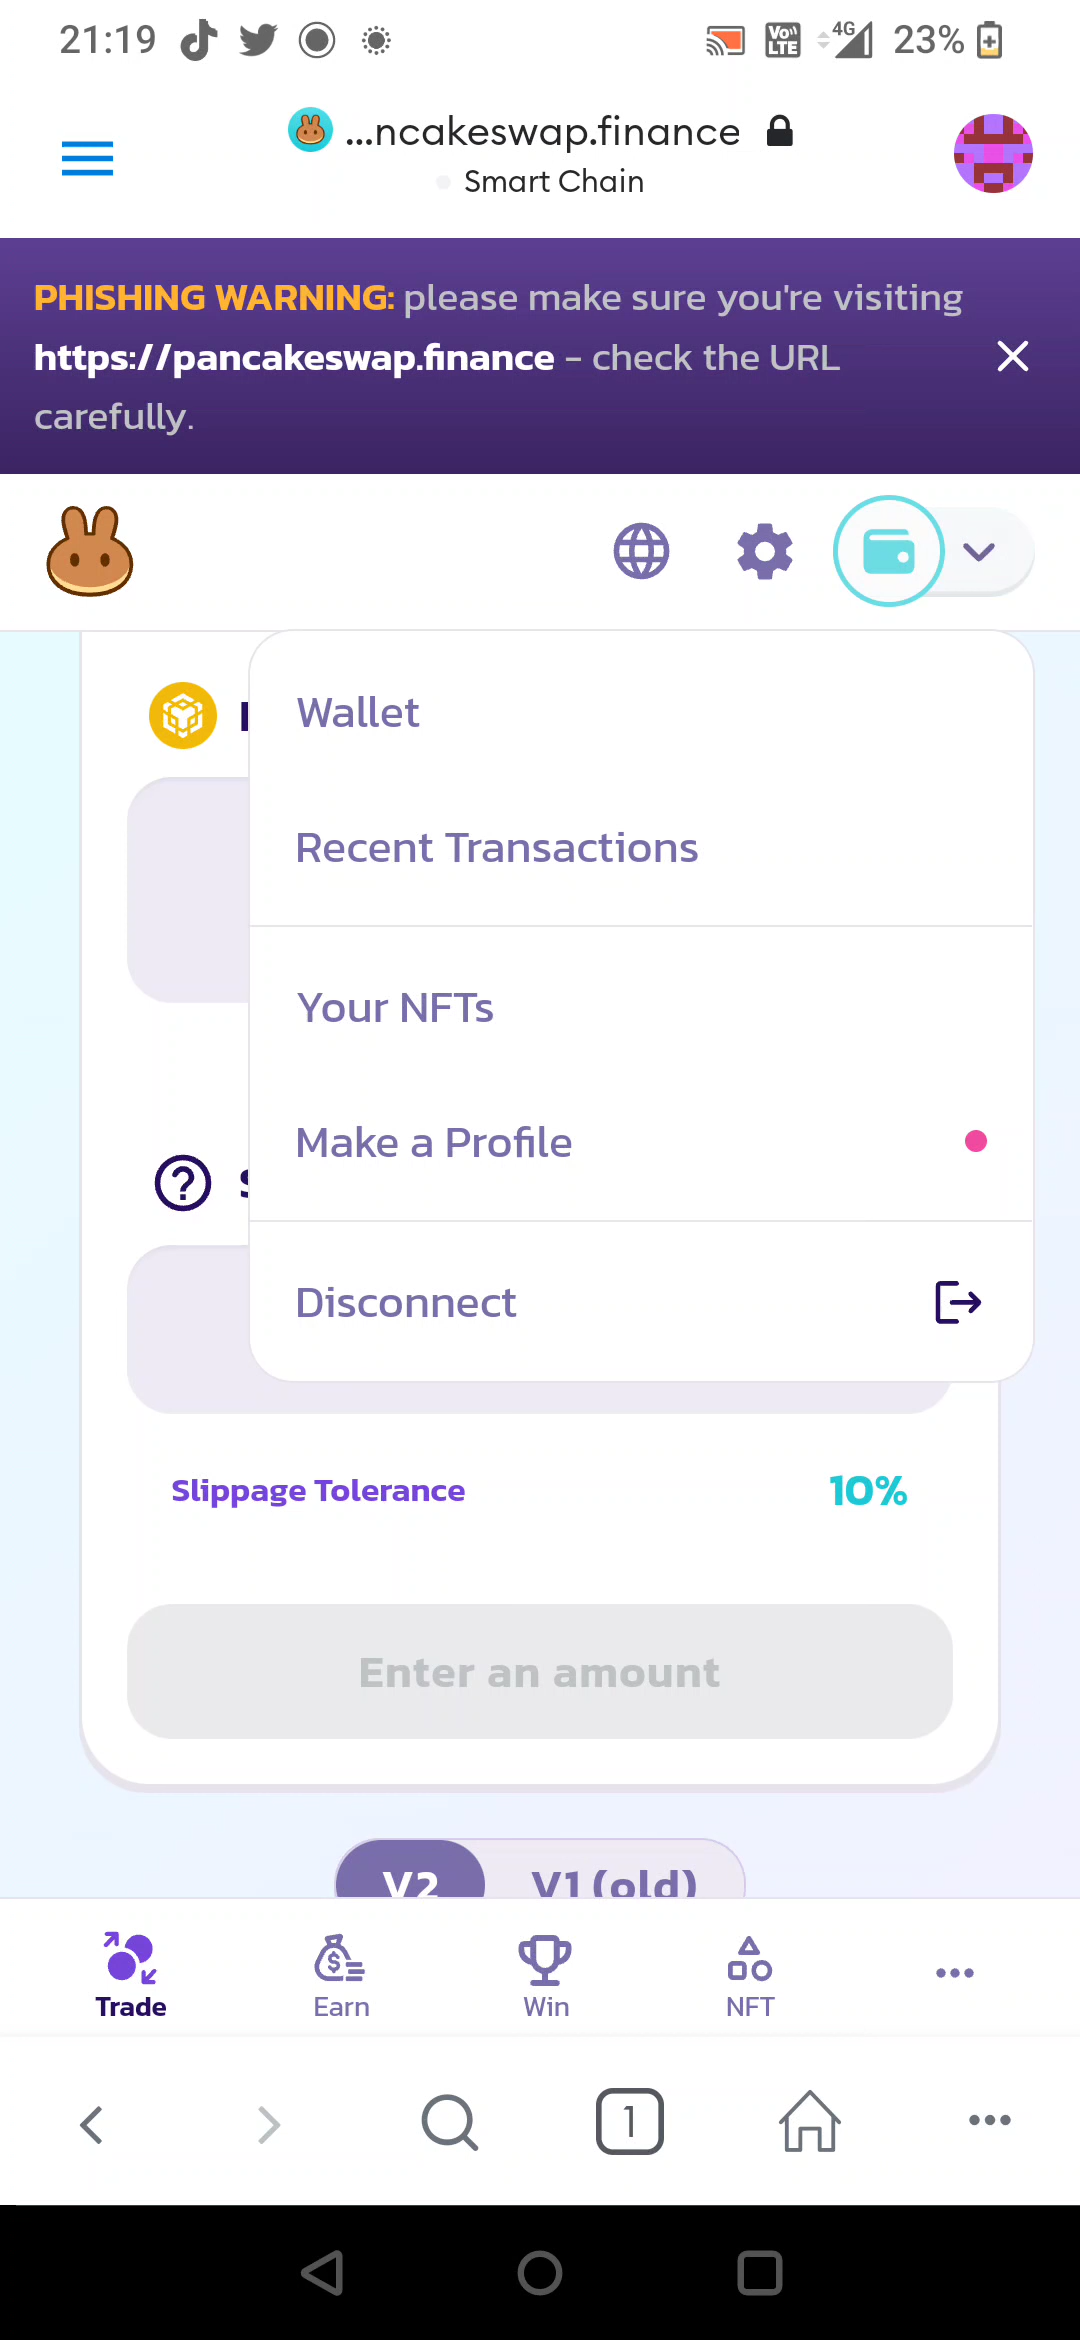 21:19
VoLTE 4G 23%
...ncakeswap.finance
Smart Chain
PHISHING WARNING: please make sure you're visiting
https://pancakeswap.finance - check the URL
carefully.
Wallet
Recent Transactions
Your NFTs
Make a Profile
Disconnect
Slippage Tolerance 10%
Enter an amount
V2 V1 (old)
Trade Earn Win NFT
1